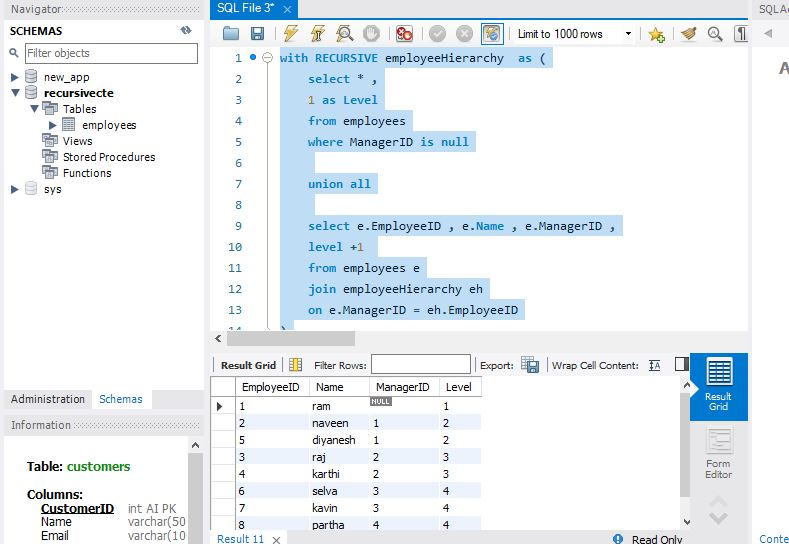 Navigator
SCHEMAS
Filter objects
new_app
recursivecte
Tables
employees
Views
Stored Procedures
Functions
sys
Administration Schemas
Information
Table: customers
Columns:
CustomerID int AI PK
Name varchar(50
Email varchar(10
SQL File 3*
Limit to 1000 rows
1 with RECURSIVE employeeHierarchy as (
2 select * ,
3 1 as Level
4 from employees
5 where ManagerID is null
6
7 union all
8
9 select e.EmployeeID , e.Name , e.ManagerID ,
10 level +1
11 from employees e
12 join employeeHierarchy eh
13 on e.ManagerID = eh.EmployeeID
14 )
Result Grid Filter Rows: Export: Wrap Cell Content:
EmployeeID Name ManagerID Level
1 ram NULL 1
2 naveen 1 2
5 diyanesh 1 2
3 raj 2 3
4 karthi 2 3
6 selva 3 4
7 kavin 3 4
8 partha 4 4
Result Grid
Form Editor
Result 11
Read Only
SQLA
A
Conte